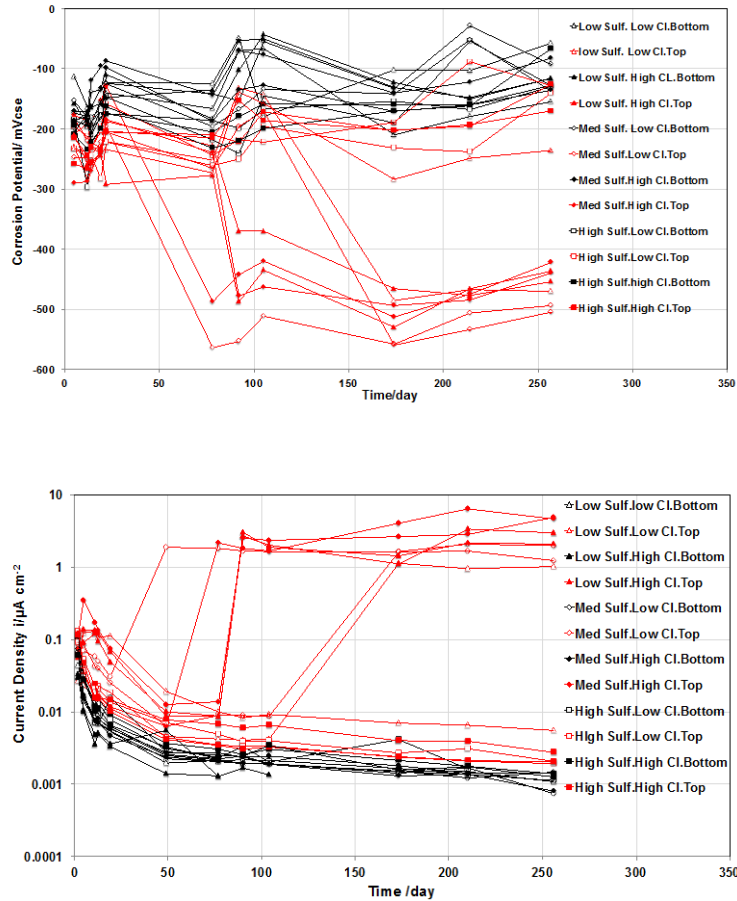 0
-100
-200
-300
-400
-500
-600
Corrosion Potential/ mVcse
0
50
100
150
200
250
300
350
Time/day
Low Sulf. Low Cl.Bottom
low Sulf. Low Cl.Top
Low Sulf. High CL.Bottom
Low Sulf. High Cl.Top
Med Sulf.Low Cl.Bottom
Med Sulf.Low Cl.Top
Med Sulf.High Cl.Bottom
Med Sulf.High Cl.Top
High Sulf.Low Cl.Bottom
High Sulf.Low Cl.Top
High Sulf.high Cl.Bottom
High Sulf.High Cl.Top
10
1
0.1
0.01
0.001
0.0001
Current Density i/µA cm-2
0
50
100
150
200
250
300
350
Time /day
Low Sulf.low Cl.Bottom
Low Sulf.Low Cl.Top
Low Sulf.High Cl.Bottom
Low Sulf.High Cl.Top
Med Sulf.Low Cl.Bottom
Med Sulf.Low Cl.Top
Med Sulf.High Cl.Bottom
Med Sulf.High Cl.Top
High Sulf.Low Cl.Bottom
HIgh Sulf.Low Cl.Top
High Sulf.High Cl.Bottom
High Sulf.High Cl.Top